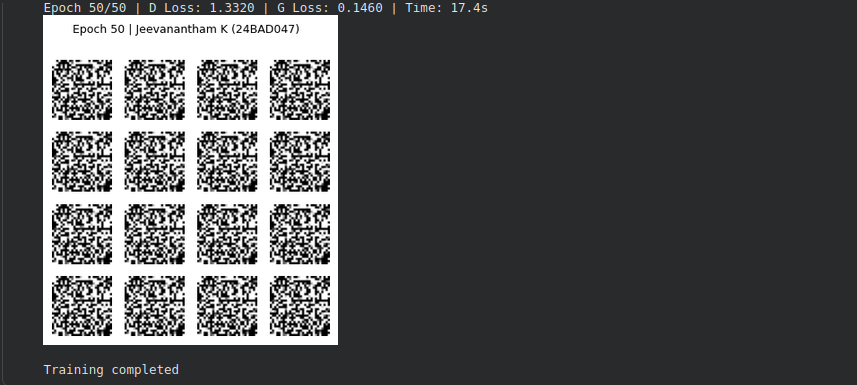 Epoch 50/50 | D Loss: 1.3320 | G Loss: 0.1460 | Time: 17.4s
Epoch 50 | Jeevanantham K (24BAD047)
Training completed